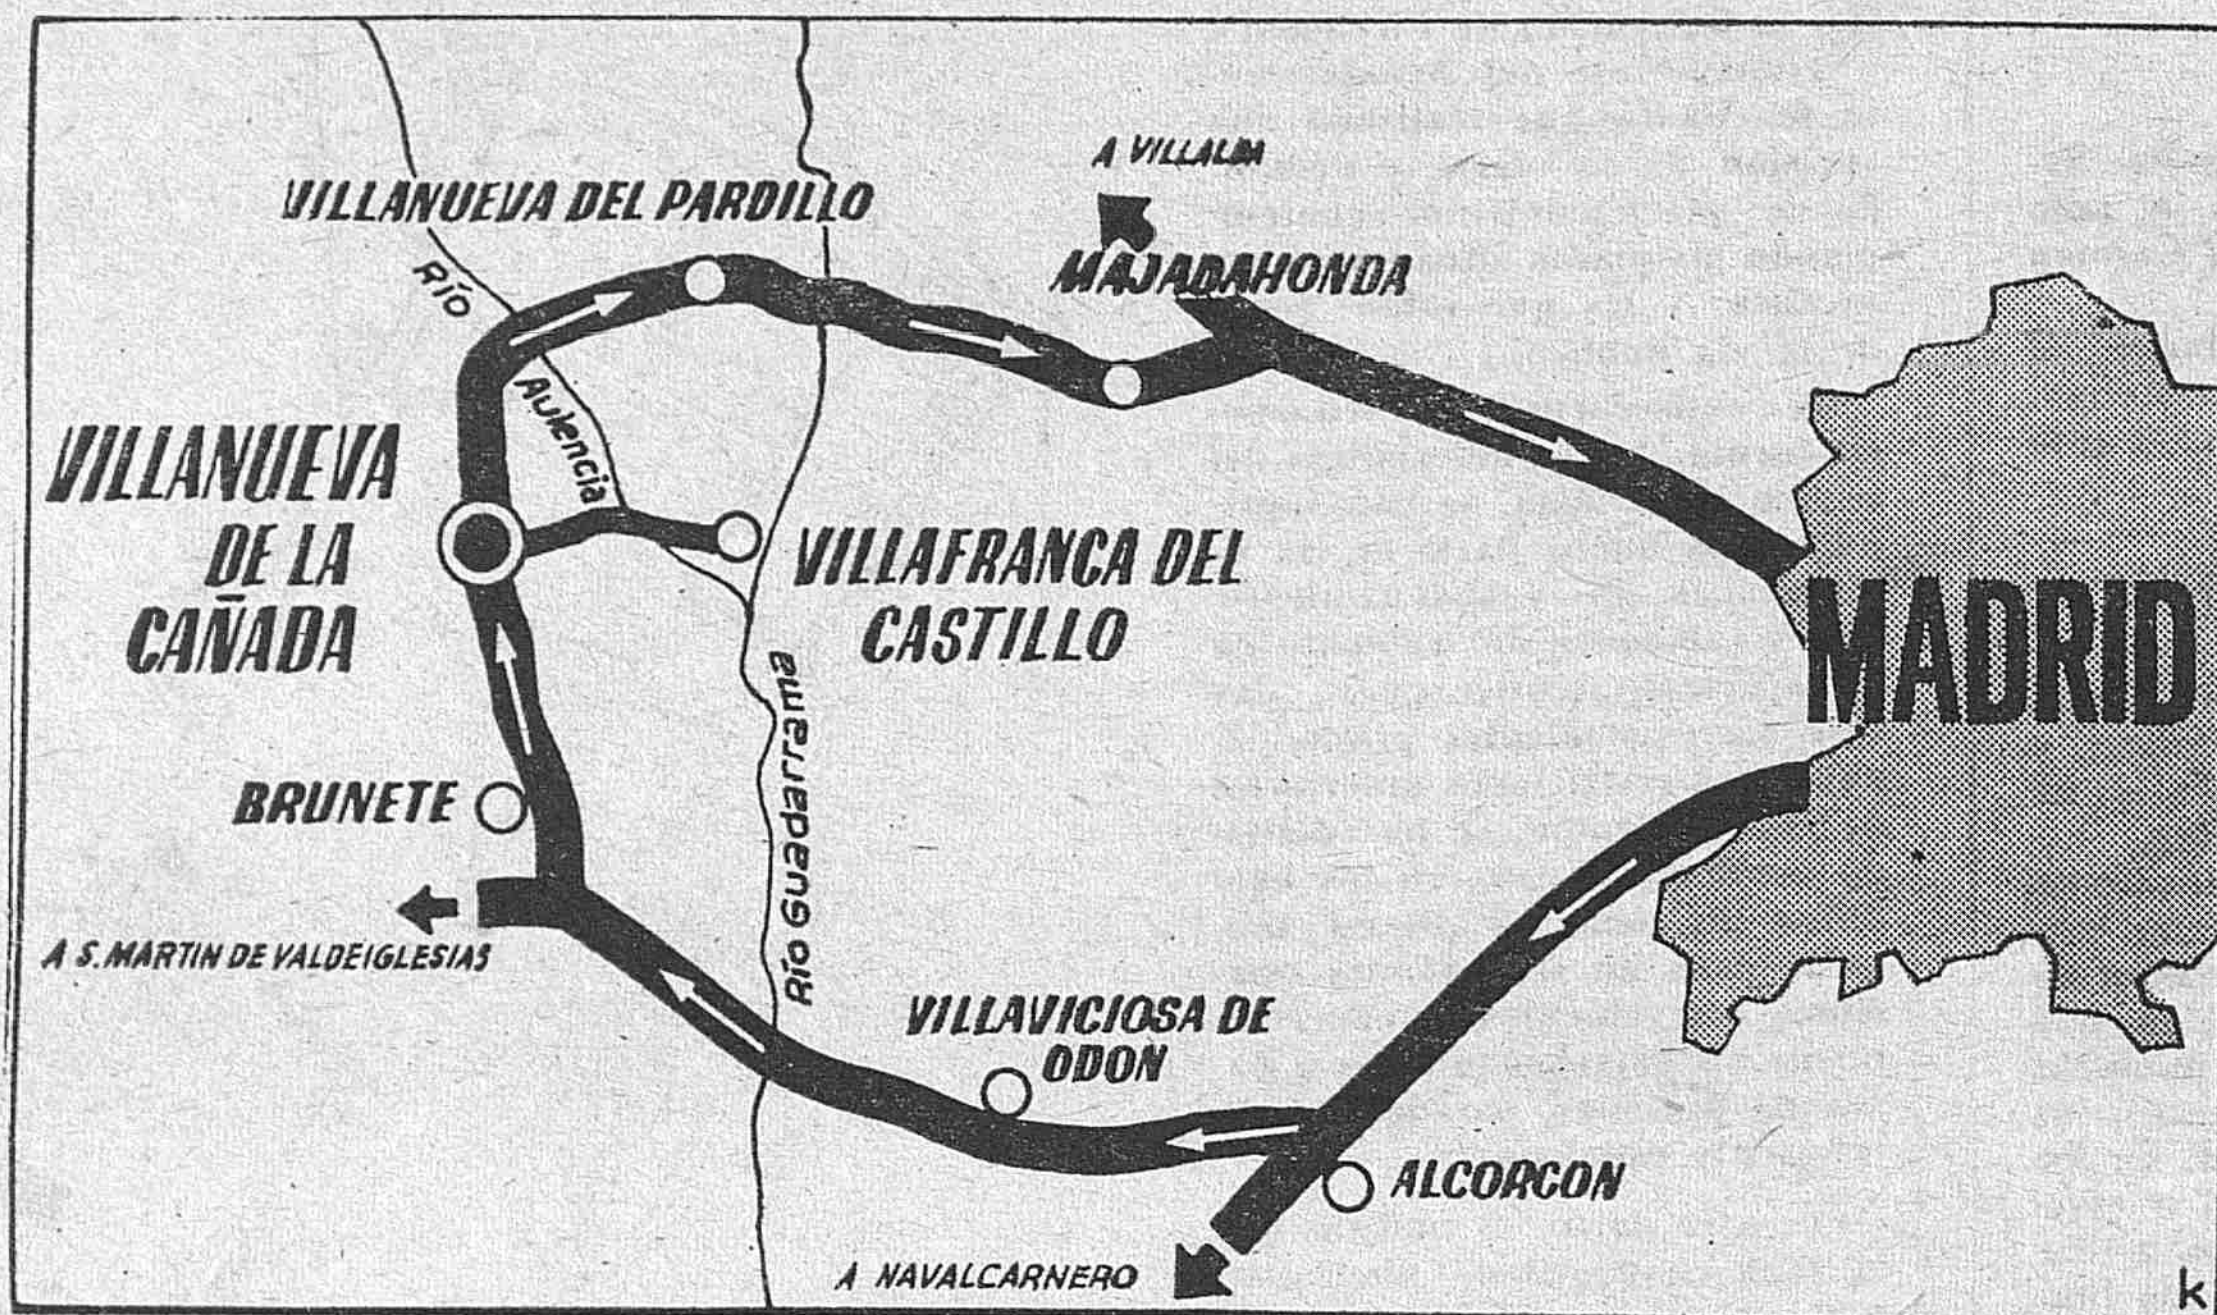 A VILLALBA
VILLANUEVA DEL PARDILLO
MAJADAHONDA
Río
Aulencia
VILLANUEVA
DE LA
CAÑADA
VILLAFRANCA DEL
CASTILLO
MADRID
Río Guadarrama
BRUNETE
A S. MARTIN DE VALDEIGLESIAS
VILLAVICIOSA DE
ODON
ALCORCON
A NAVALCARNERO
k